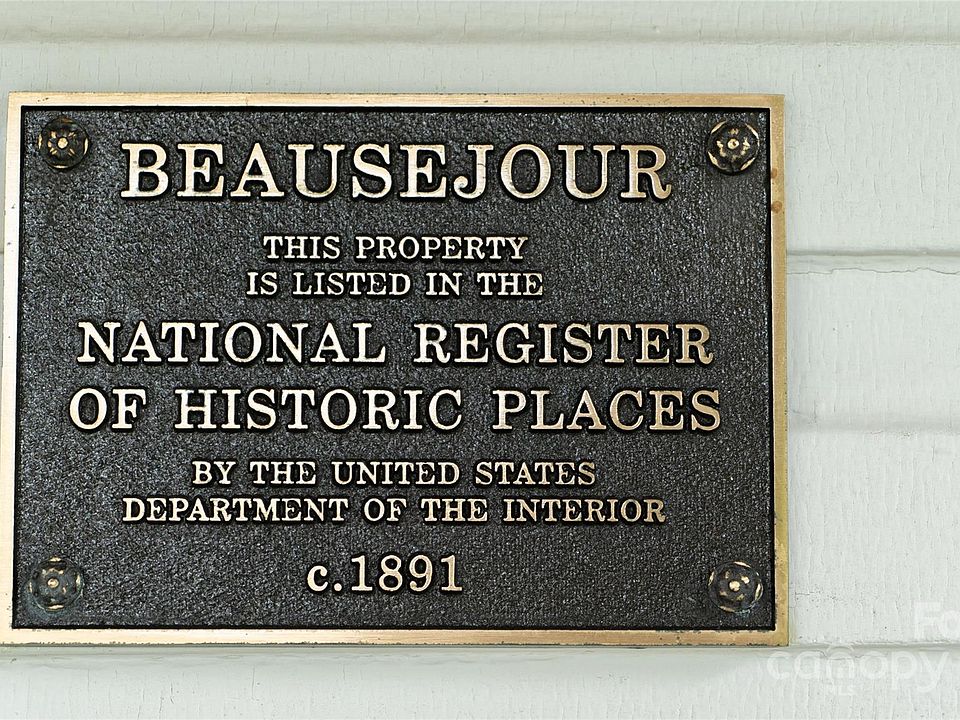 BEAUSEJOUR
THIS PROPERTY
IS LISTED IN THE
NATIONAL REGISTER
OF HISTORIC PLACES
BY THE UNITED STATES
DEPARTMENT OF THE INTERIOR
c.1891
canopy
MLS